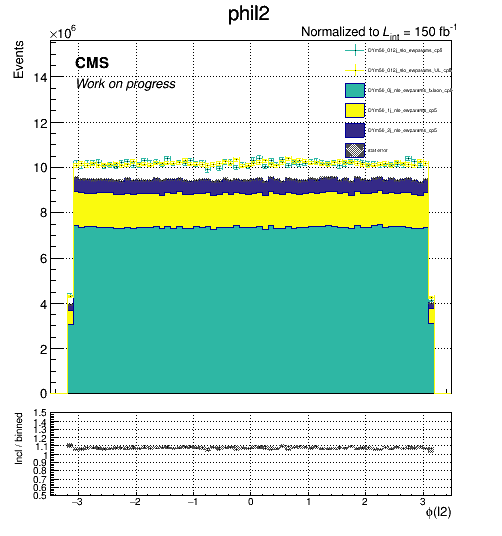 phil2
×10⁶
Normalized to L_int = 150 fb⁻¹
Events
CMS
Work on progress
stat error
14
12
10
8
6
4
2
0
Incl / binned
1.5
1.4
1.3
1.2
1.1
1
0.9
0.8
0.7
0.6
0.5
−3 −2 −1 0 1 2 3
ϕ(l2)